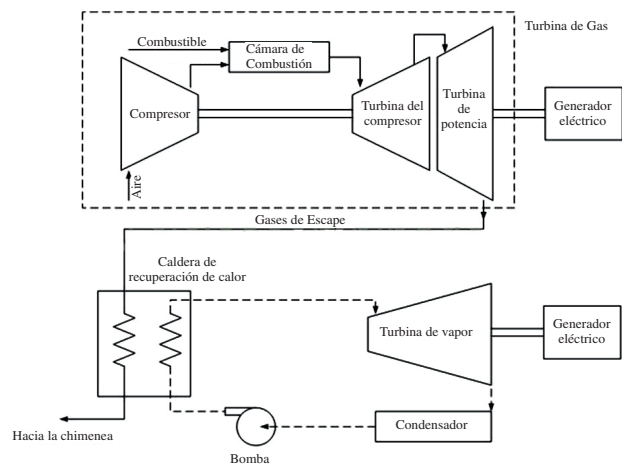 Turbina de Gas
Combustible
Cámara de
Combustión
Compresor
Turbina del
compresor
Turbina
de
potencia
Generador
eléctrico
Aire
Gases de Escape
Caldera de
recuperación de calor
Turbina de vapor
Generador
eléctrico
Condensador
Hacia la chimenea
Bomba